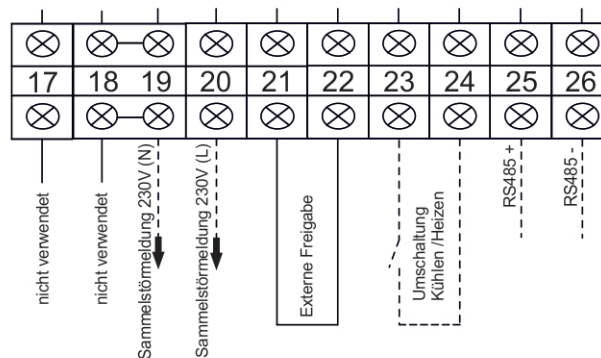 17 18 19 20 21 22 23 24 25 26
nicht verwendet
nicht verwendet
Sammelstörmeldung 230V (N)
Sammelstörmeldung 230V (L)
Externe Freigabe
Umschaltung
Kühlen /Heizen
RS485 +
RS485 -